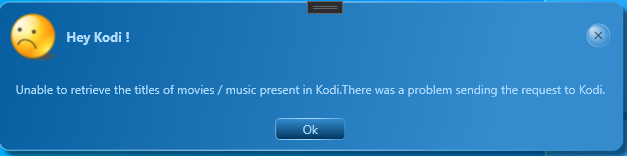 Hey Kodi !
Unable to retrieve the titles of movies / music present in Kodi.There was a problem sending the request to Kodi.
Ok